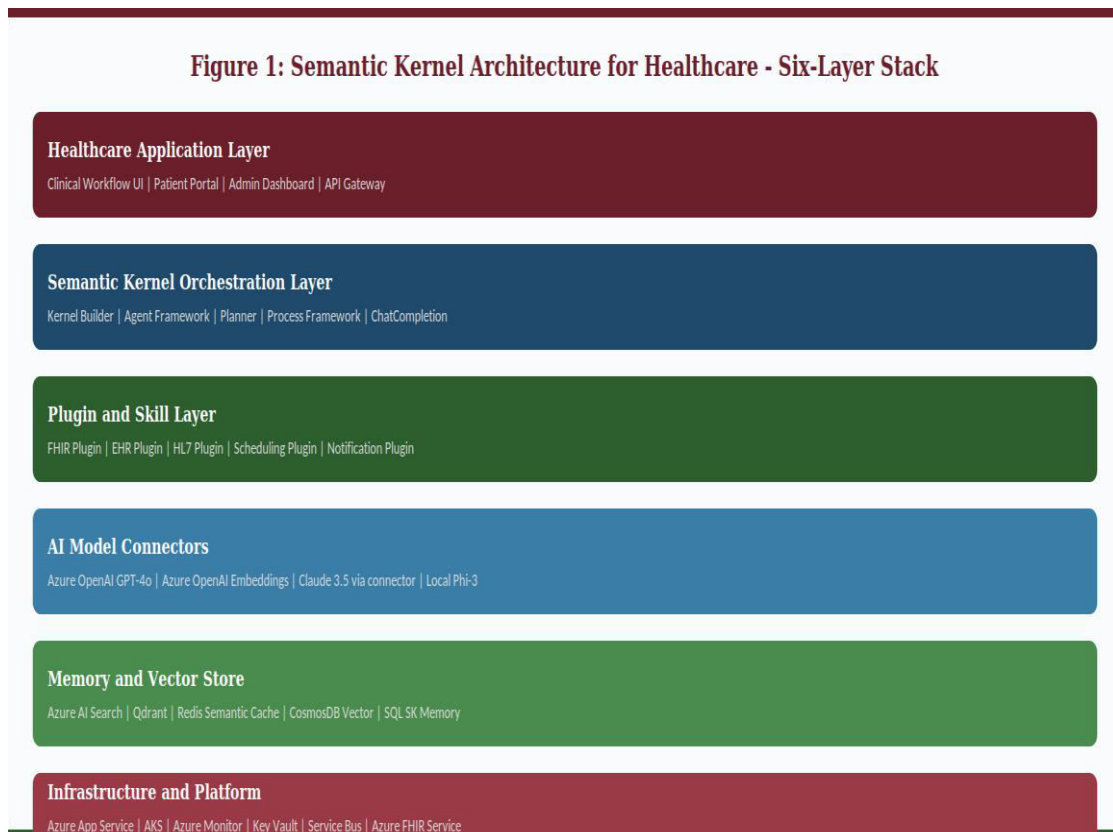 Figure 1: Semantic Kernel Architecture for Healthcare - Six-Layer Stack
Healthcare Application Layer
Clinical Workflow UI | Patient Portal | Admin Dashboard | API Gateway
Semantic Kernel Orchestration Layer
Kernel Builder | Agent Framework | Planner | Process Framework | ChatCompletion
Plugin and Skill Layer
FHIR Plugin | EHR Plugin | HL7 Plugin | Scheduling Plugin | Notification Plugin
AI Model Connectors
Azure OpenAI GPT-4o | Azure OpenAI Embeddings | Claude 3.5 via connector | Local Phi-3
Memory and Vector Store
Azure AI Search | Qdrant | Redis Semantic Cache | CosmosDB Vector | SQL SK Memory
Infrastructure and Platform
Azure App Service | AKS | Azure Monitor | Key Vault | Service Bus | Azure FHIR Service